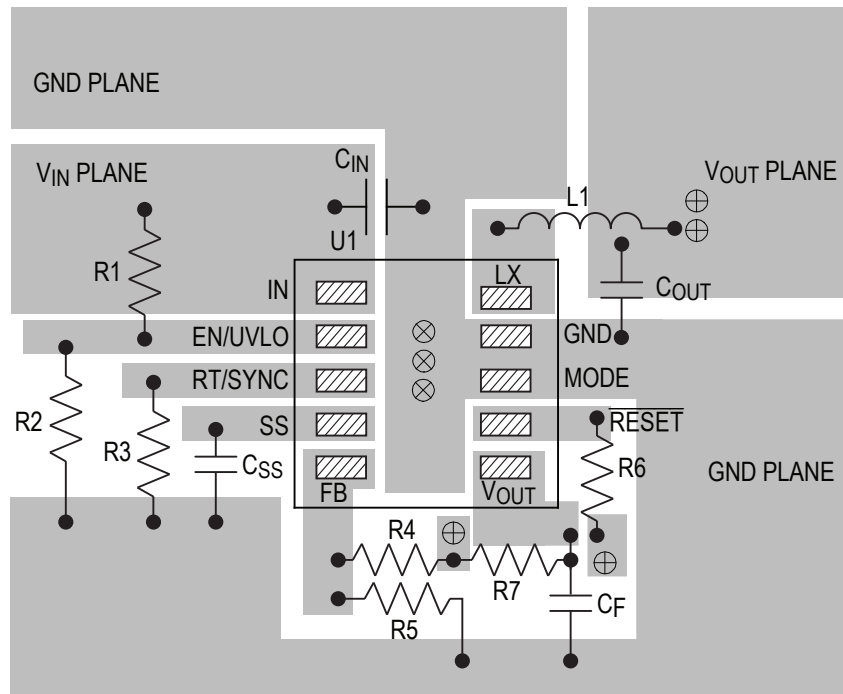 GND PLANE
VIN PLANE
CIN
U1
L1
VOUT PLANE
R1
IN
LX
COUT
EN/UVLO
GND
RT/SYNC
MODE
R2
R3
SS
CSS
RESET
R6
GND PLANE
FB
VOUT
R4
R7
R5
CF